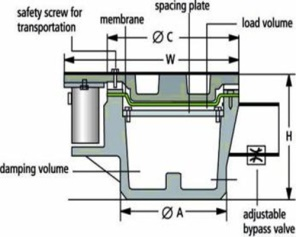 safety screw for
transportation
membrane
spacing plate
load volume
Ø C
W
H
damping volume
Ø A
adjustable
bypass valve